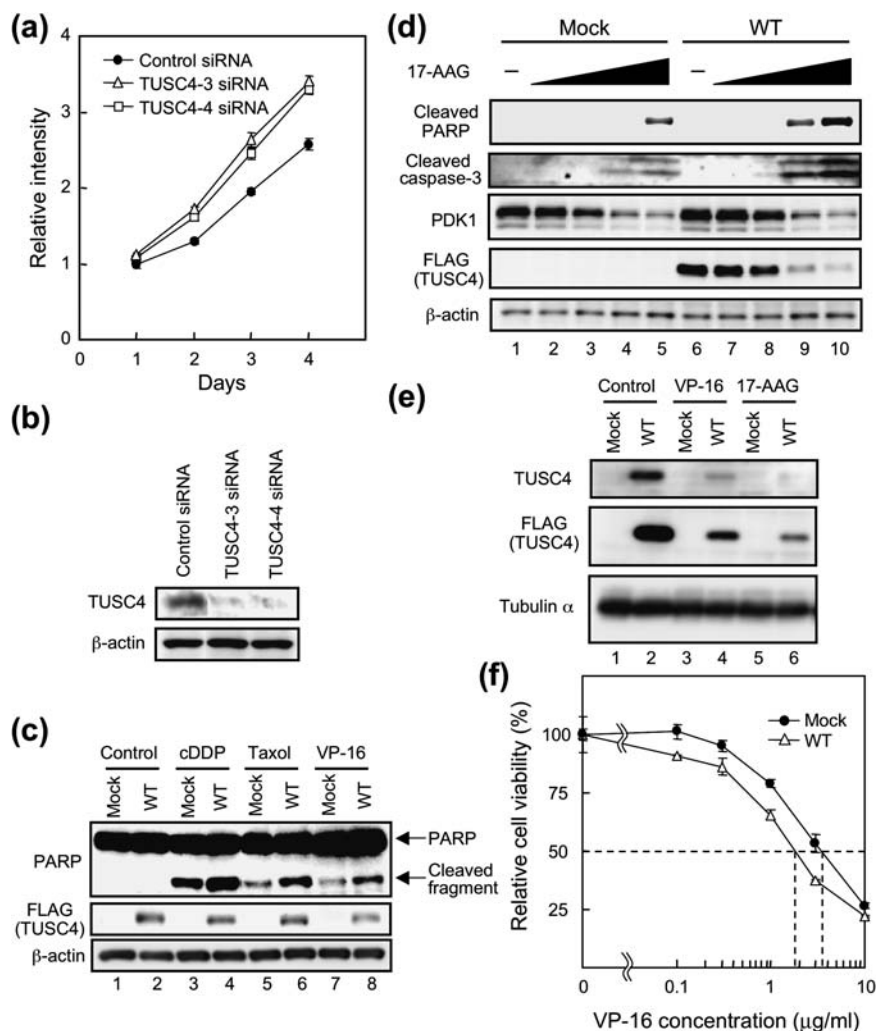 (a)
Control siRNA
TUSC4-3 siRNA
TUSC4-4 siRNA
Relative intensity
4
3
2
1
0
0 1 2 3 4
Days
(b)
Control siRNA
TUSC4-3 siRNA
TUSC4-4 siRNA
TUSC4
β-actin
(c)
Control cDDP Taxol VP-16
Mock WT Mock WT Mock WT Mock WT
PARP
PARP
Cleaved
fragment
FLAG
(TUSC4)
β-actin
1 2 3 4 5 6 7 8
(d)
Mock WT
17-AAG – –
Cleaved
PARP
Cleaved
caspase-3
PDK1
FLAG
(TUSC4)
β-actin
1 2 3 4 5 6 7 8 9 10
(e)
Control VP-16 17-AAG
Mock WT Mock WT Mock WT
TUSC4
FLAG
(TUSC4)
Tubulin α
1 2 3 4 5 6
(f)
Mock
WT
Relative cell viability (%)
100
75
50
25
0 0.1 1 10
VP-16 concentration (μg/ml)